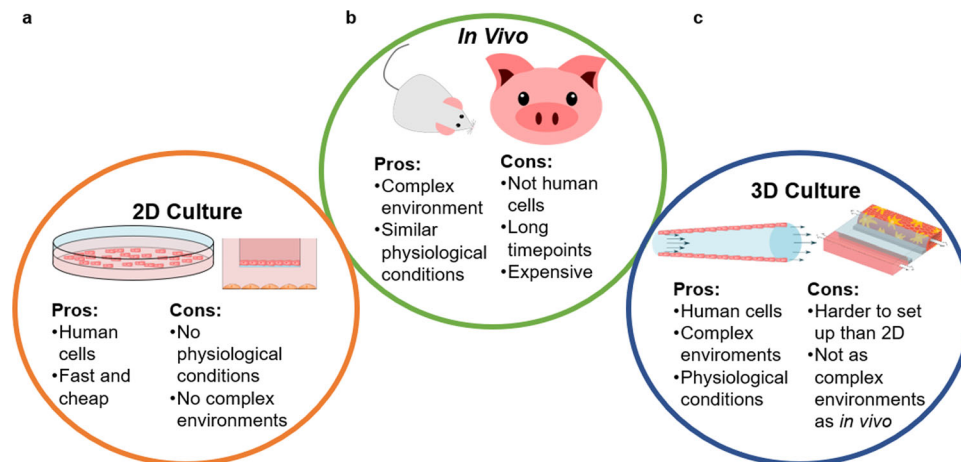 a
2D Culture
Pros:
•Human
cells
•Fast and
cheap
Cons:
•No
physiological
conditions
•No complex
environments
b
In Vivo
Pros:
•Complex
environment
•Similar
physiological
conditions
Cons:
•Not human
cells
•Long
timepoints
•Expensive
c
3D Culture
Pros:
•Human cells
•Complex
enviroments
•Physiological
conditions
Cons:
•Harder to set
up than 2D
•Not as
complex
environments
as in vivo